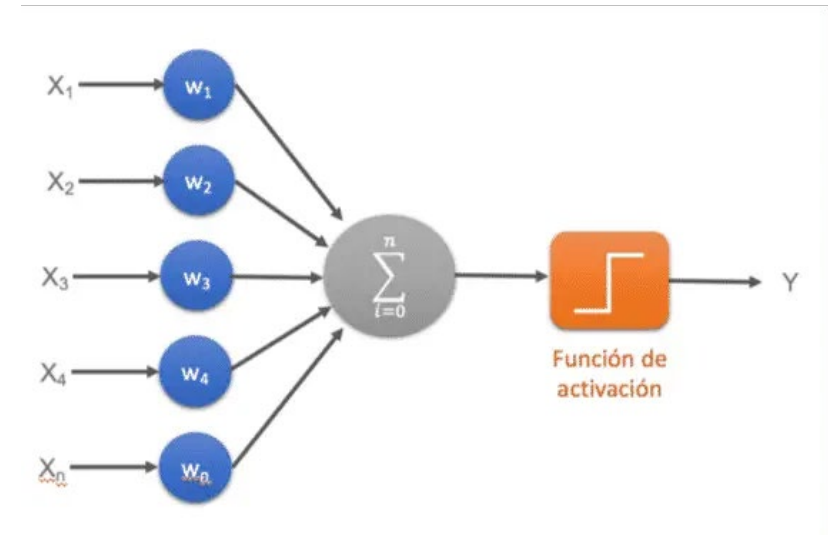 X₁
w₁
X₂
w₂
X₃
w₃
X₄
w₄
Xₙ
wₙ
n
∑
i=0
Función de
activación
Y